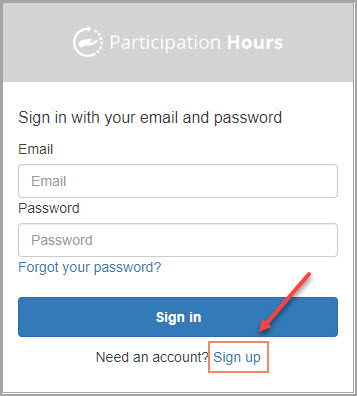 Participation Hours
Sign in with your email and password
Email
Email
Password
Password
Forgot your password?
Sign in
Need an account? Sign up